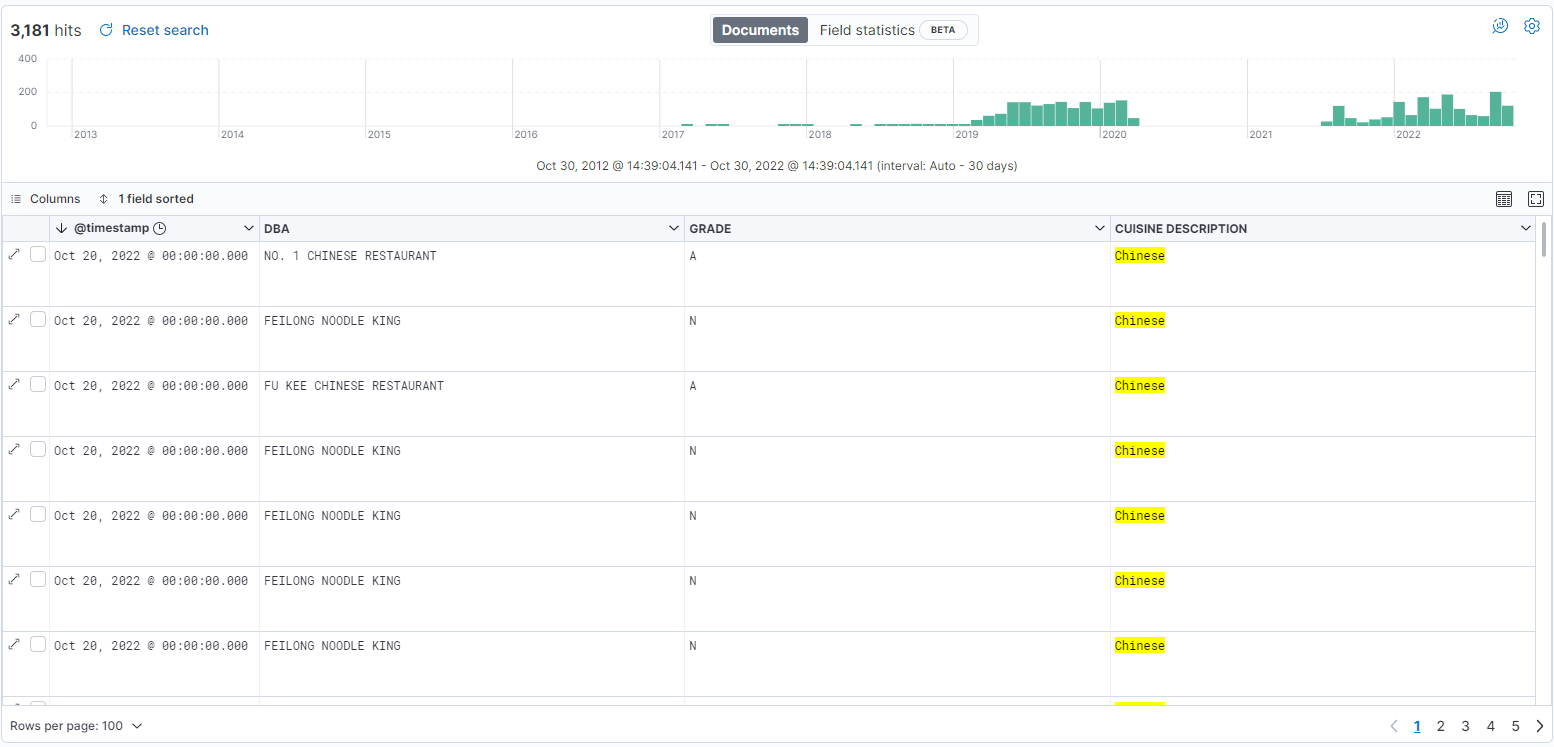 3,181 hits Reset search Documents Field statistics BETA
400
200
0
2013 2014 2015 2016 2017 2018 2019 2020 2021 2022
Oct 30, 2012 @ 14:39:04.141 - Oct 30, 2022 @ 14:39:04.141 (interval: Auto - 30 days)
Columns 1 field sorted
@timestamp DBA GRADE CUISINE DESCRIPTION
Oct 20, 2022 @ 00:00:00.000 NO. 1 CHINESE RESTAURANT A Chinese
Oct 20, 2022 @ 00:00:00.000 FEILONG NOODLE KING N Chinese
Oct 20, 2022 @ 00:00:00.000 FU KEE CHINESE RESTAURANT A Chinese
Oct 20, 2022 @ 00:00:00.000 FEILONG NOODLE KING N Chinese
Oct 20, 2022 @ 00:00:00.000 FEILONG NOODLE KING N Chinese
Oct 20, 2022 @ 00:00:00.000 FEILONG NOODLE KING N Chinese
Oct 20, 2022 @ 00:00:00.000 FEILONG NOODLE KING N Chinese
Rows per page: 100 1 2 3 4 5